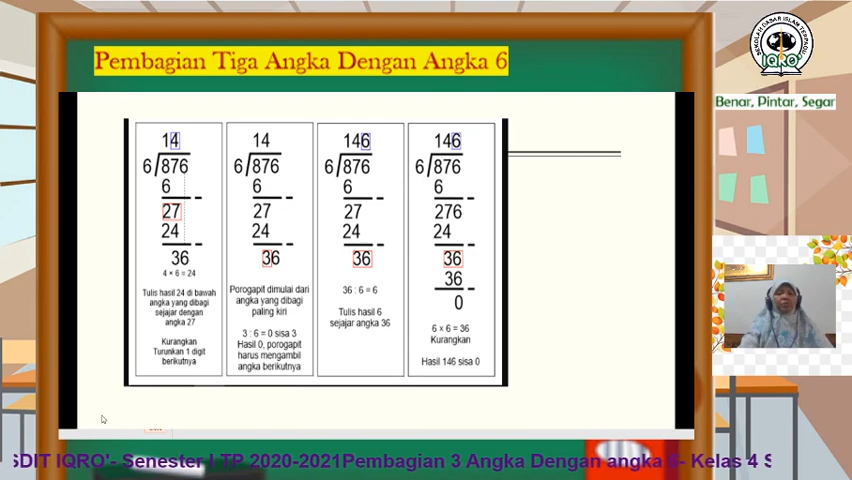 Pembagian Tiga Angka Dengan Angka 6
SEKOLAH DASAR ISLAM TERPADU
IQRO
Benar, Pintar, Segar
14
6 876
6
27
24
36
4 × 6 = 24
Tulis hasil 24 di bawah
angka yang dibagi
sejajar dengan
angka 27
Kurangkan
Turunkan 1 digit
berikutnya
14
6 876
6
27
24
36
Porogapit dimulai dari
angka yang dibagi
paling kiri
3 : 6 = 0 sisa 3
Hasil 0, porogapit
harus mengambil
angka berikutnya
146
6 876
6
27
24
36
36 : 6 = 6
Tulis hasil 6
sejajar angka 36
146
6 876
6
276
24
36
36
0
6 × 6 = 36
Kurangkan
Hasil 146 sisa 0
SDIT IQRO'- Senester I TP 2020-2021Pembagian 3 Angka Dengan angka 6- Kelas 4 S